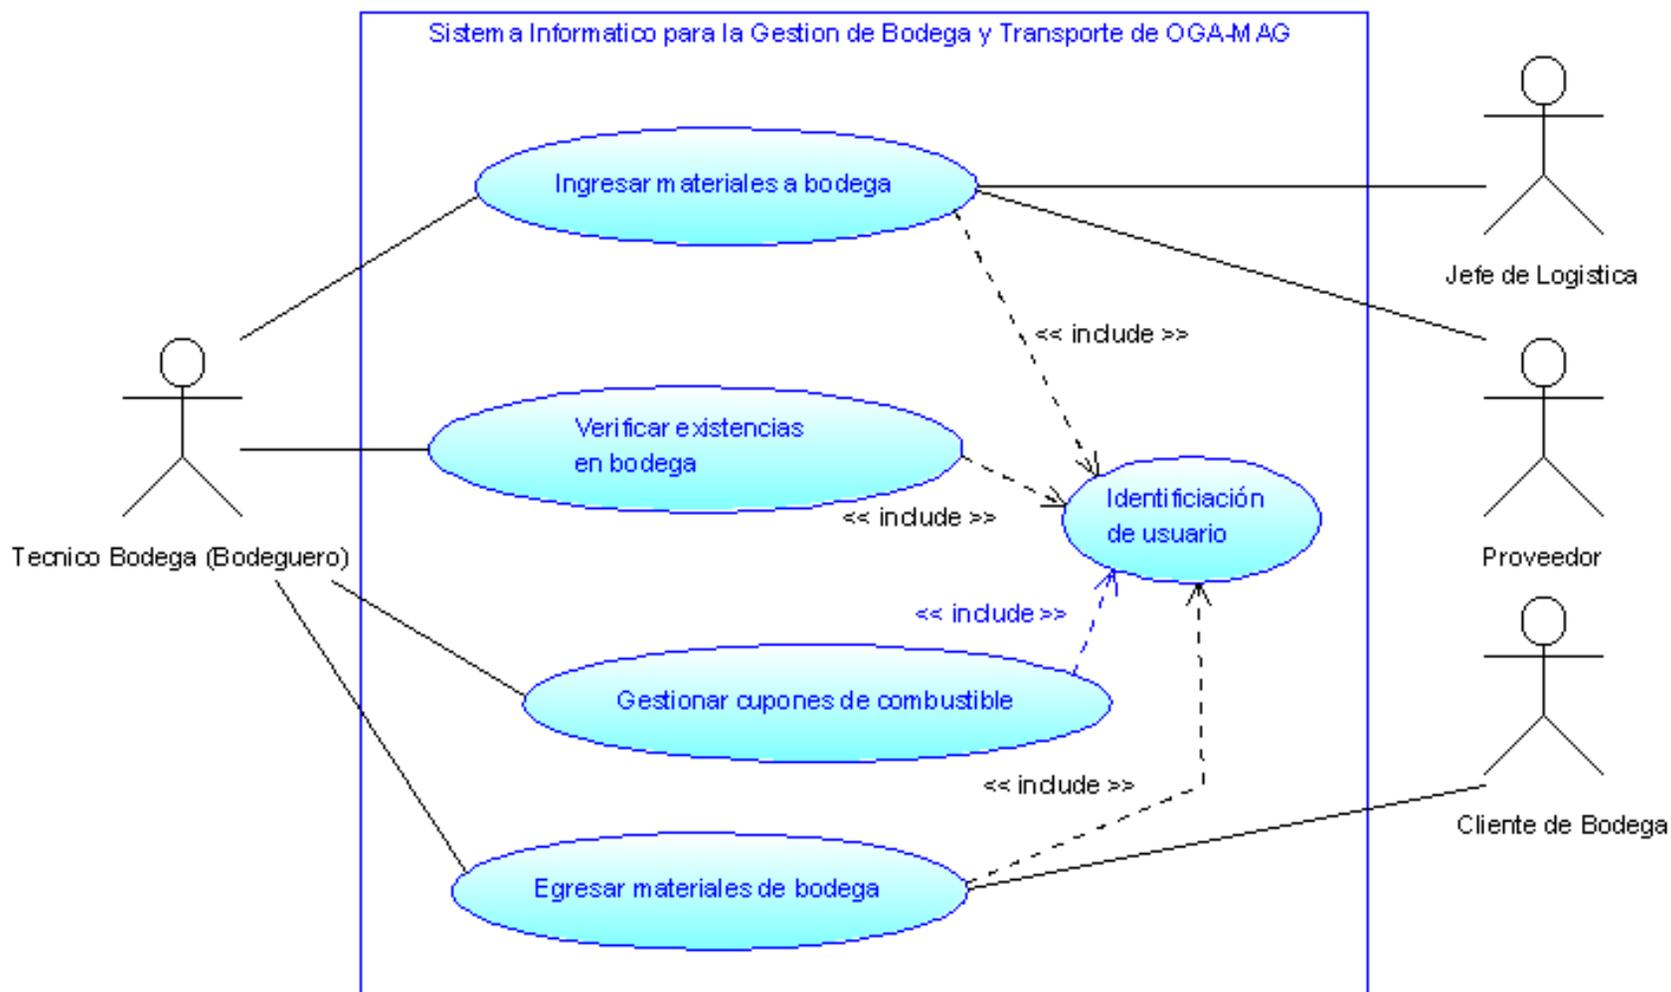 Sistema Informatico para la Gestion de Bodega y Transporte de OGA-MAG
Ingresar materiales a bodega
Jefe de Logistica
<< include >>
Verificar existencias
en bodega
<< include >>
Identificiación
de usuario
Tecnico Bodega (Bodeguero)
Proveedor
<< include >>
Gestionar cupones de combustible
<< include >>
Cliente de Bodega
Egresar materiales de bodega